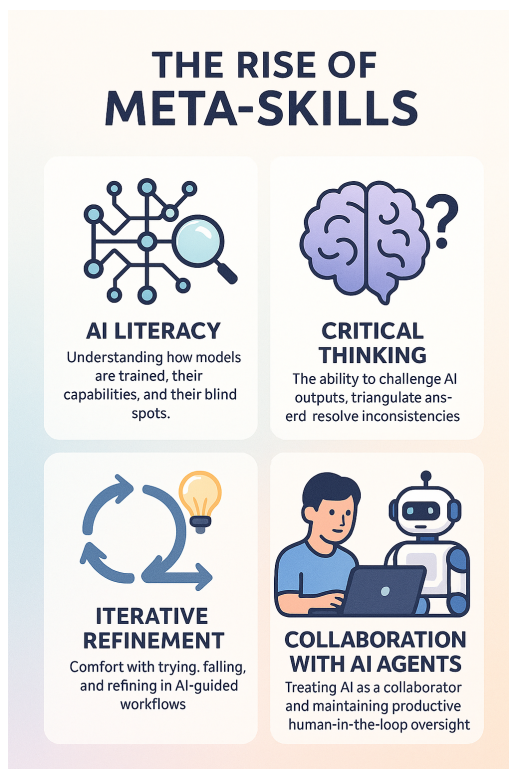 THE RISE OF
META-SKILLS
AI LITERACY
Understanding how models
are trained, their
capabilities, and their blind
spots.
CRITICAL
THINKING
The ability to challenge AI
outputs, triangulate ans-
erd resolve inconsistencies
ITERATIVE
REFINEMENT
Comfort with trying. falling,
and refining in AI-guided
workflows
COLLABORATION
WITH AI AGENTS
Treating AI as a collaborator
and maintaining productive
human-in-the-loop oversight